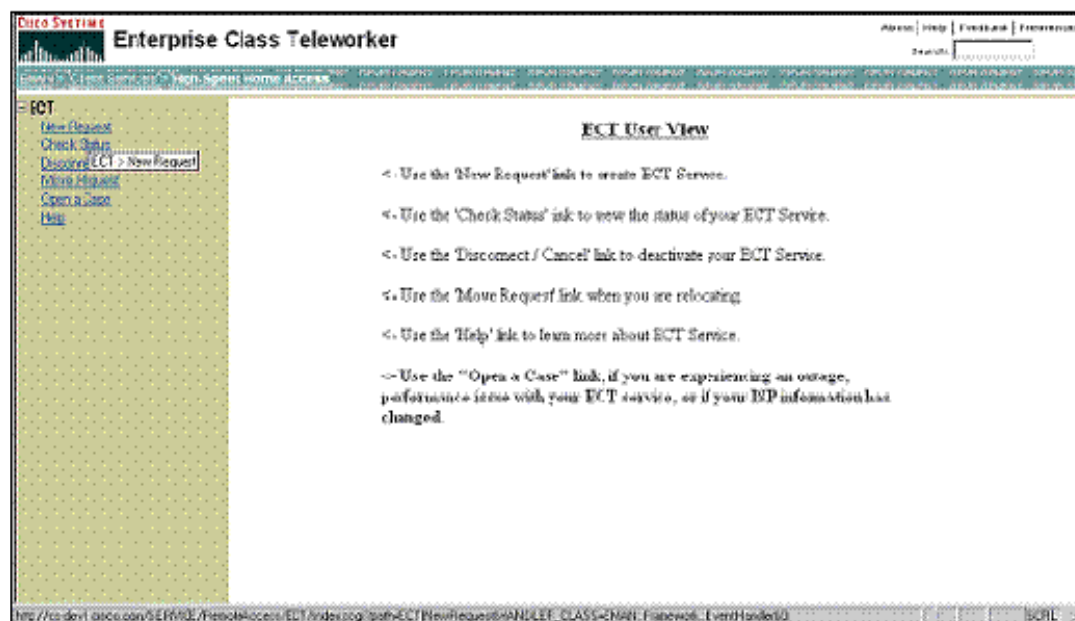 CISCO SYSTEMS
Enterprise Class Teleworker
About | Help | Feedback |
Search:
High-Speed Home Access
ECT
New Request
Check Status
ECT > New Request
Move Request
Open a Case
Help
ECT User View
<- Use the 'New Request' link to create ECT Service.
<- Use the 'Check Status' link to view the status of your ECT Service.
<- Use the 'Disconnect / Cancel' link to deactivate your ECT Service.
<- Use the 'Move Request' link when you are relocating.
<- Use the 'Help' link to learn more about ECT Service.
<- Use the "Open a Case" link, if you are experiencing an outage,
performance issue with your ECT service, or if your ISP information has
changed.